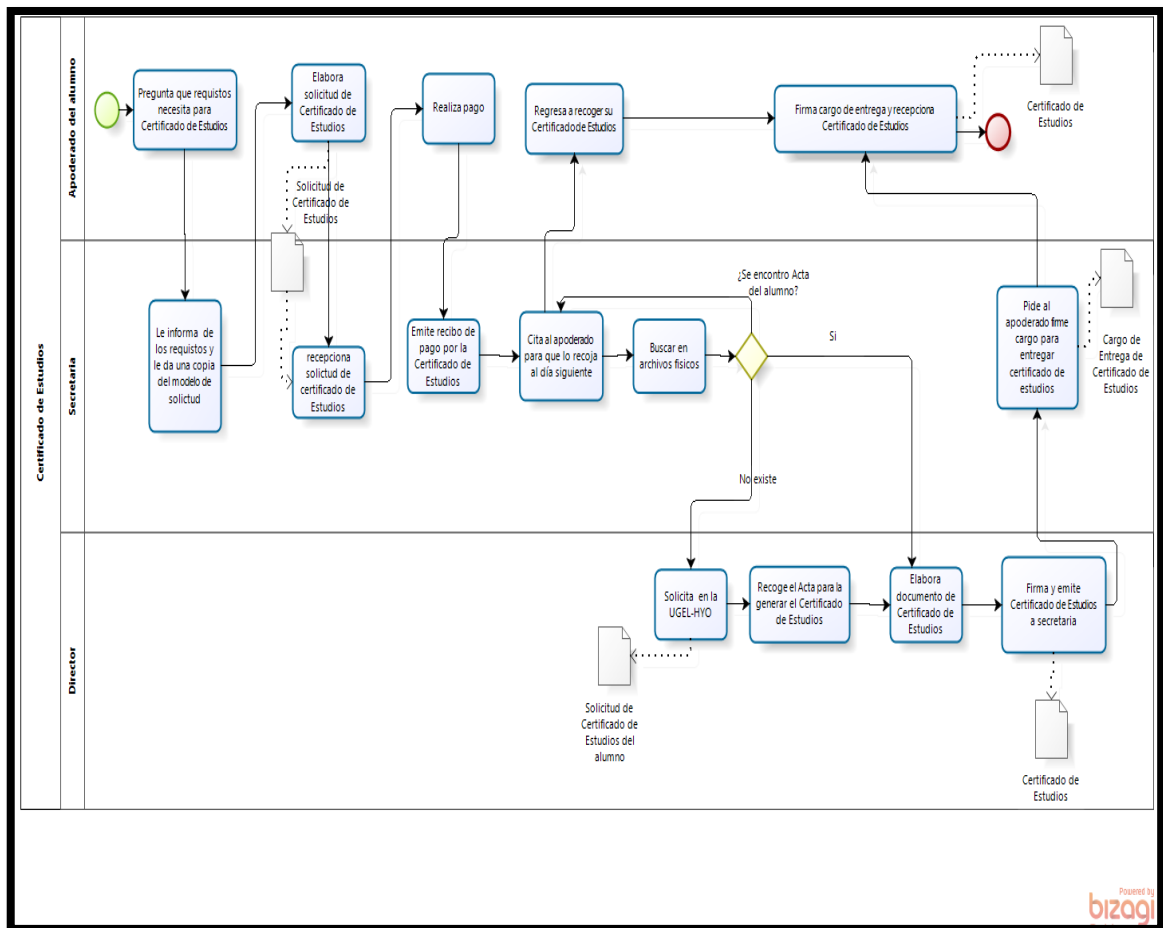 Certificado de Estudios
Apoderado del alumno
Pregunta que requistos
necesita para
Certificado de Estudios
Elabora
solicitud de
Certificado de
Estudios
Realiza pago
Regresa a recoger su
Certificado de Estudios
Firma cargo de entrega y recepciona
Certificado de Estudios
Certificado de
Estudios
Solicitud de
Certificado de
Estudios
Secretaria
Le informa de
los requistos y
le da una copia
del modelo de
solictud
recepciona
solictud de
certificado de
Estudios
Emite recibo de
pago por la
Certificado de
Estudios
Cita al apoderado
para que lo recoja
al día siguiente
Buscar en
archivos fisicos
¿Se encontro Acta
del alumno?
Si
No existe
Pide al
apoderado firme
cargo para
entregar
certificado de
estudios
Cargo de
Entrega de
Certificado de
Estudios
Director
Solicita en la
UGEL-HYO
Recoge el Acta para la
generar el Certificado
de Estudios
Elabora
documento de
Certificado de
Estudios
Firma y emite
Certificado de Estudios
a secretaria
Solicitud de
Certificado de
Estudios del
alumno
Certificado de
Estudios
Powered by
bizagi